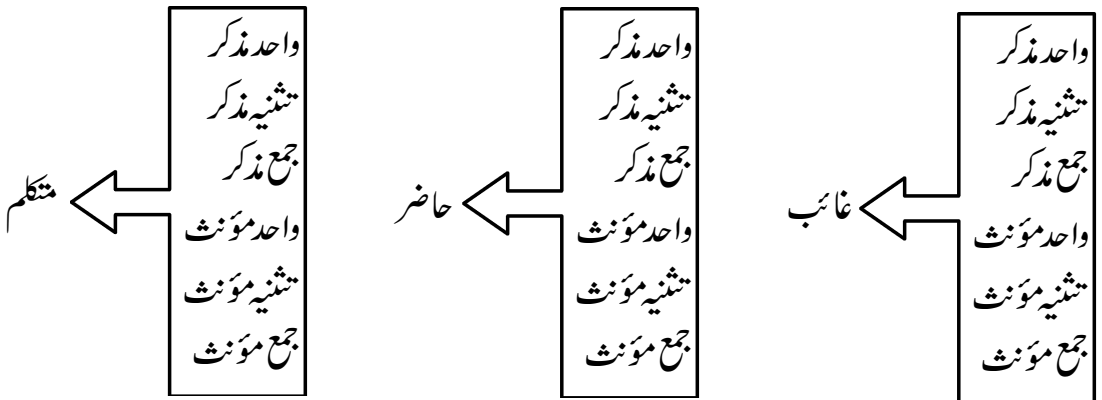 واحد مذکر
تثنیہ مذکر
جمع مذکر
واحد مؤنث
تثنیہ مؤنث
جمع مؤنث
غائب
واحد مذکر
تثنیہ مذکر
جمع مذکر
واحد مؤنث
تثنیہ مؤنث
جمع مؤنث
حاضر
واحد مذکر
تثنیہ مذکر
جمع مذکر
واحد مؤنث
تثنیہ مؤنث
جمع مؤنث
متکلم